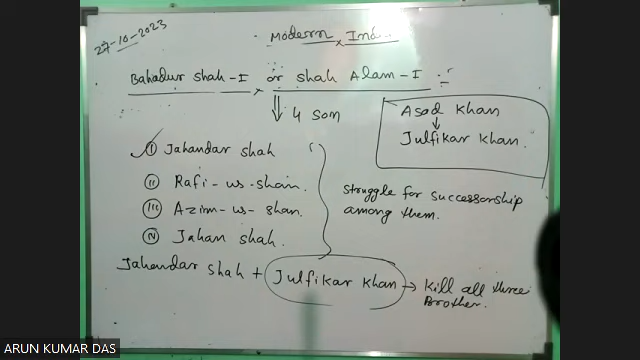 27-10-2023
Modern Ind
Bahadur Shah-I or Shah Alam-I :-
4 Son
Asad Khan
↓
Julfikar Khan.
(I) Jahandar Shah
(II) Rafi-us-shan.
(III) Azim-us-shan.
(IV) Jahan shah.
Struggle for successorship
among them.
Jahandar Shah + Julfikar Khan → Kill all three
Brother.
ARUN KUMAR DAS